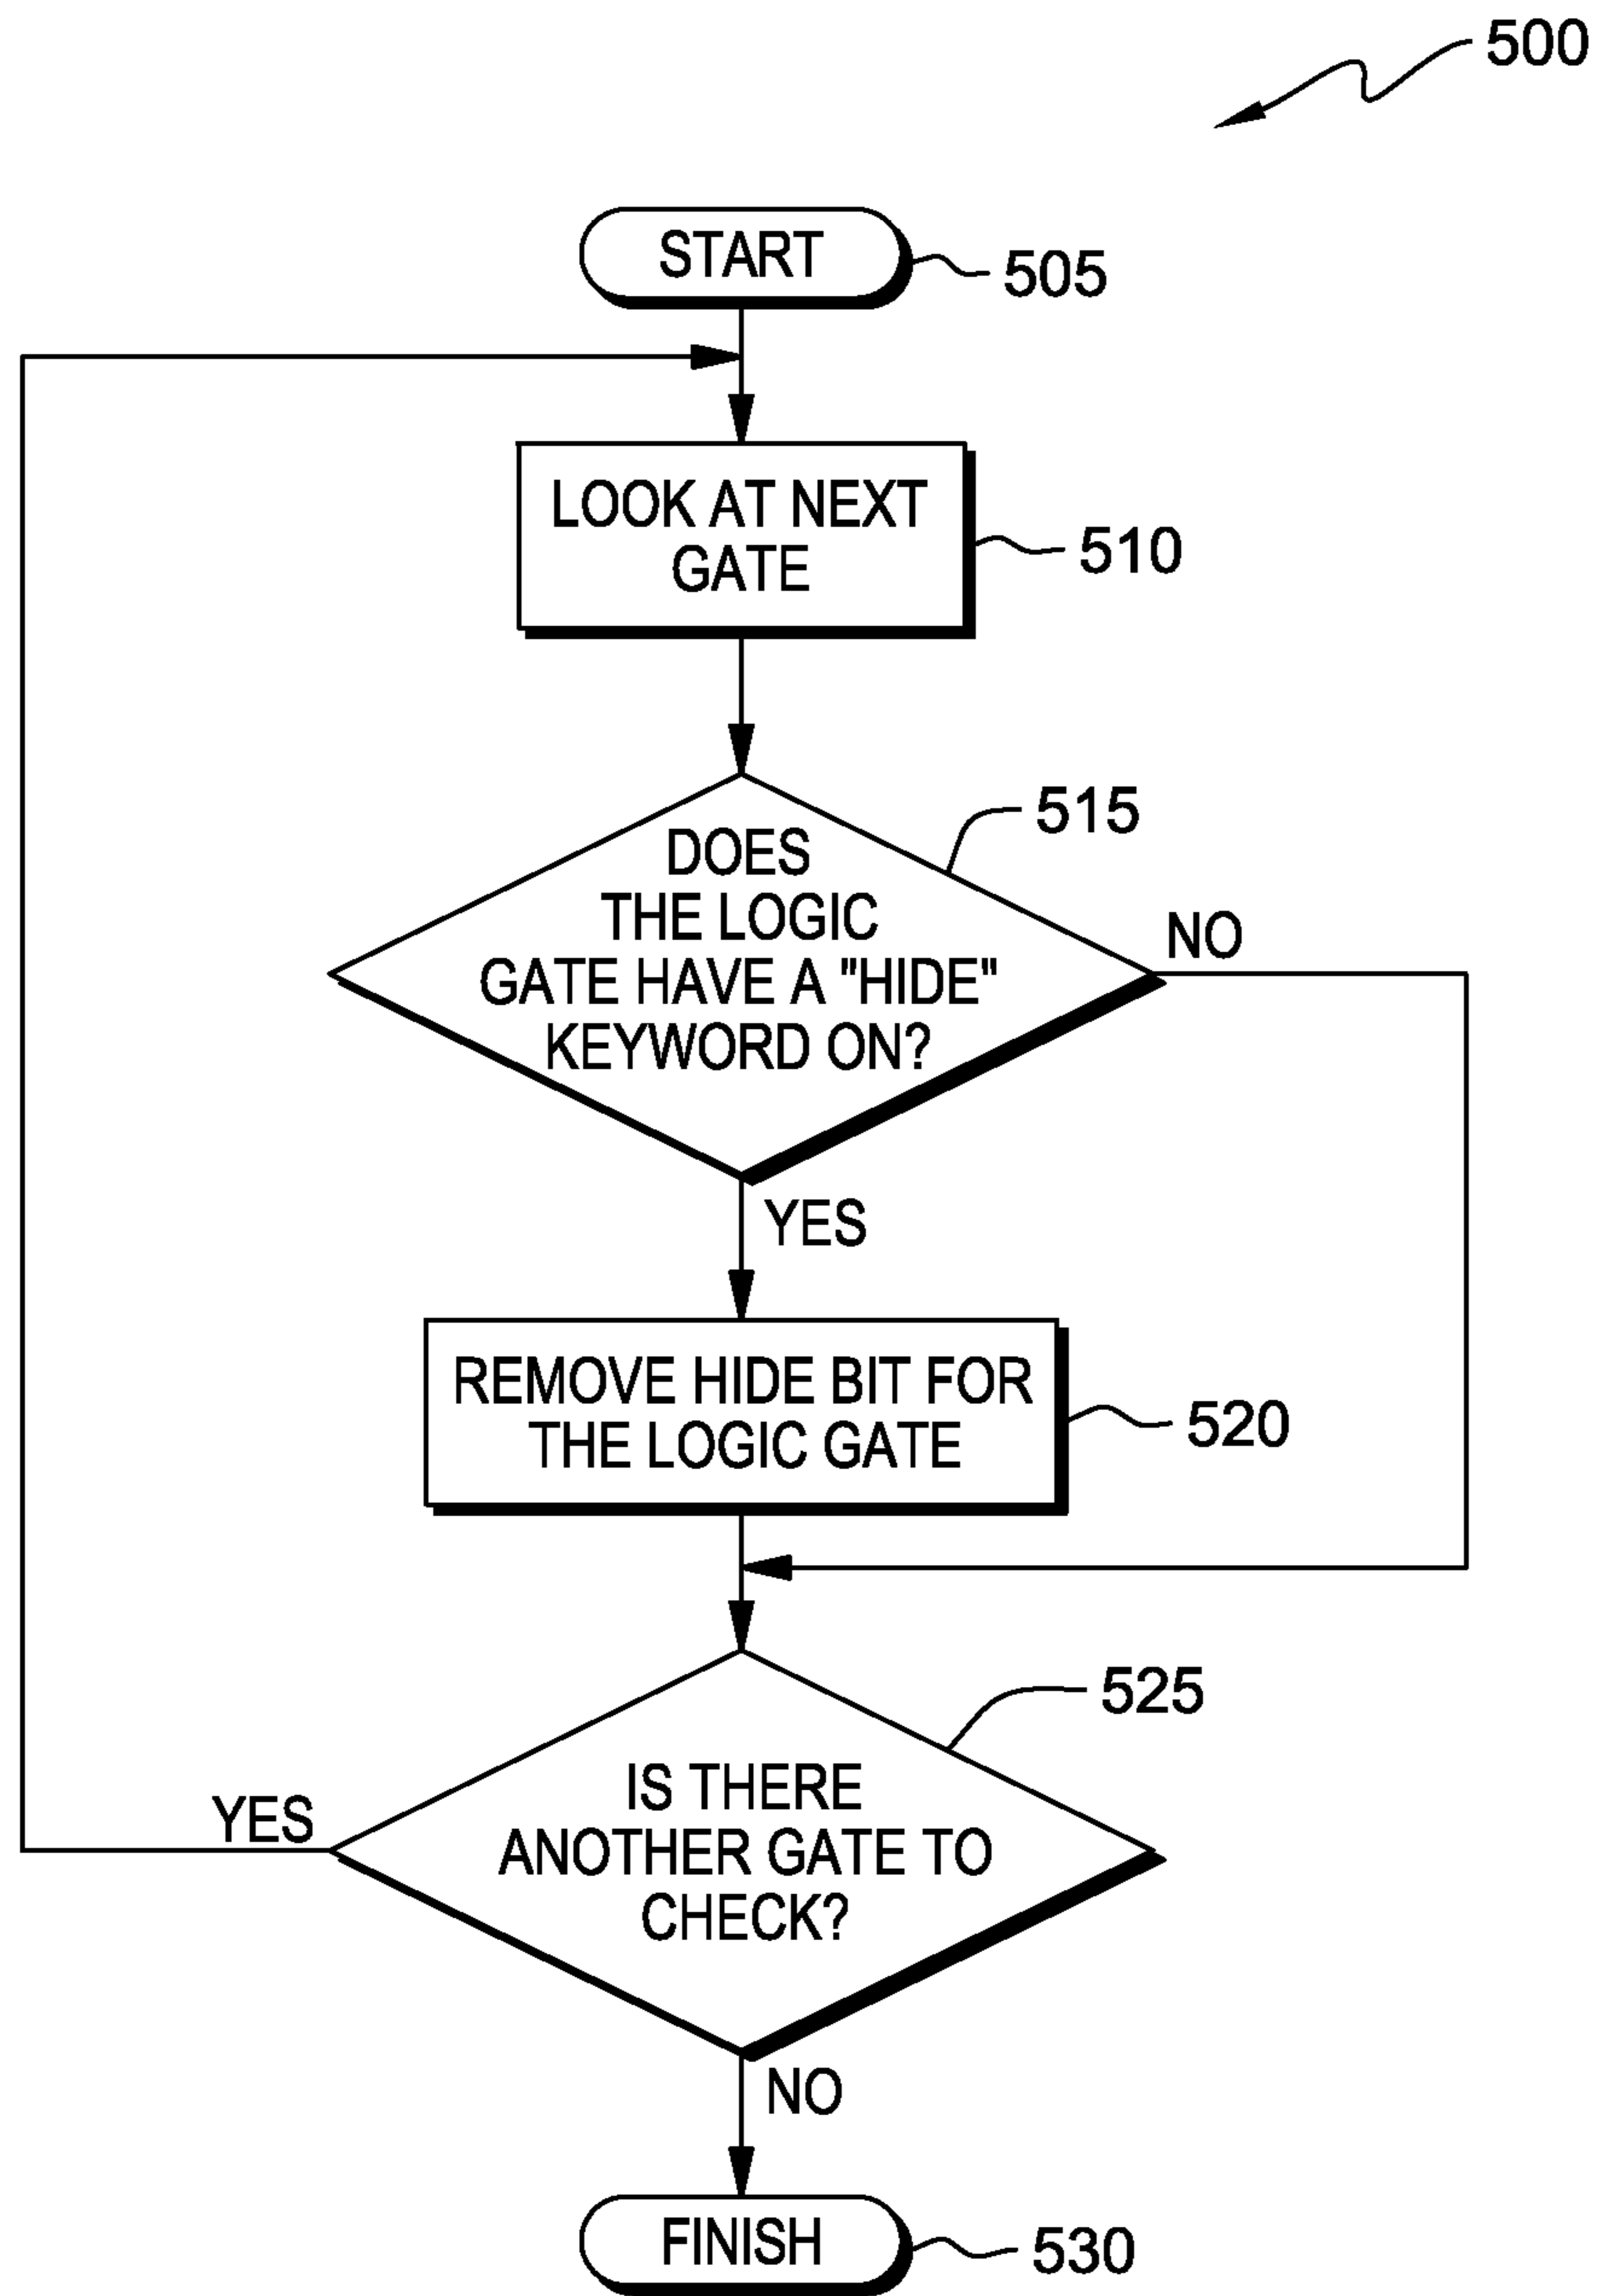 500
START
505
LOOK AT NEXT
GATE
510
DOES
THE LOGIC
GATE HAVE A "HIDE"
KEYWORD ON?
515
NO
YES
REMOVE HIDE BIT FOR
THE LOGIC GATE
520
IS THERE
ANOTHER GATE TO
CHECK?
525
YES
NO
FINISH
530